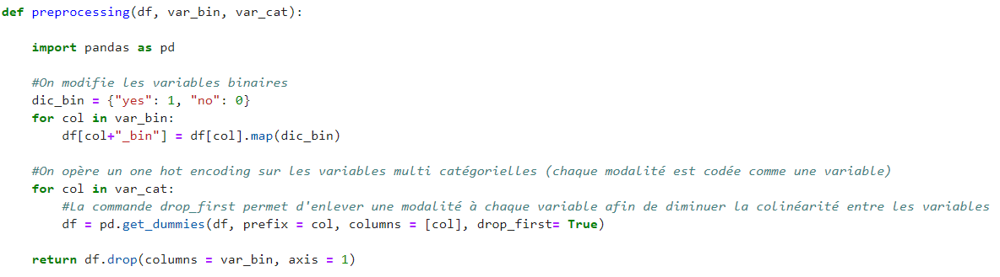 def preprocessing(df, var_bin, var_cat):
import pandas as pd
#On modifie les variables binaires
dic_bin = {"yes": 1, "no": 0}
for col in var_bin:
df[col+"_bin"] = df[col].map(dic_bin)
#On opère un one hot encoding sur les variables multi catégorielles (chaque modalité est codée comme une variable)
for col in var_cat:
#La commande drop_first permet d'enlever une modalité à chaque variable afin de diminuer la colinéarité entre les variables
df = pd.get_dummies(df, prefix = col, columns = [col], drop_first= True)
return df.drop(columns = var_bin, axis = 1)